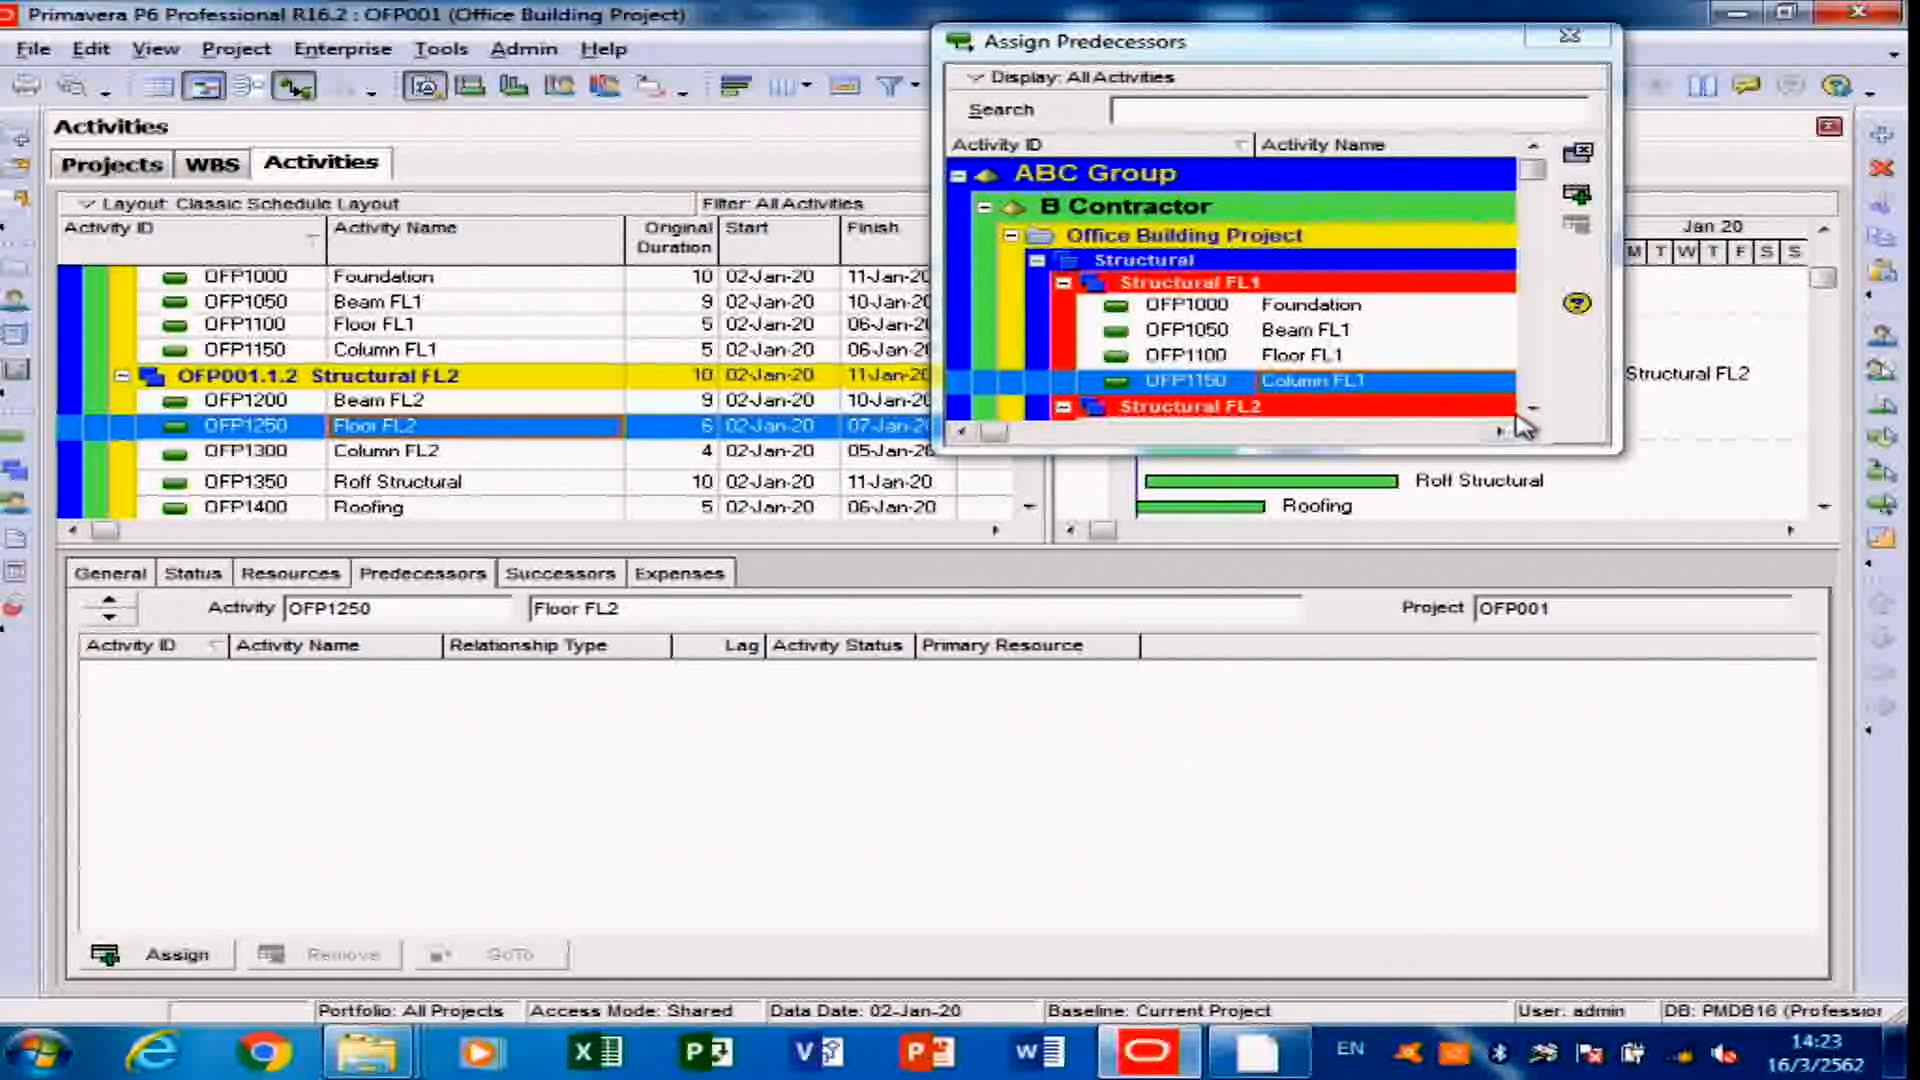 Primavera P6 Professional R16.2 : OFP001 (Office Building Project)
File Edit View Project Enterprise Tools Admin Help
Activities
Projects WBS Activities
Layout: Classic Schedule Layout Filter: All Activities
Activity ID Activity Name Original Duration Start Finish
OFP1000 Foundation 10 02-Jan-20 11-Jan-20
OFP1050 Beam FL1 9 02-Jan-20 10-Jan-20
OFP1100 Floor FL1 5 02-Jan-20 06-Jan-20
OFP1150 Column FL1 5 02-Jan-20 06-Jan-20
OFP001.1.2 Structural FL2 10 02-Jan-20 11-Jan-20
OFP1200 Beam FL2 9 02-Jan-20 10-Jan-20
OFP1250 Floor FL2 6 02-Jan-20 07-Jan-20
OFP1300 Column FL2 4 02-Jan-20 05-Jan-20
OFP1350 Roff Structural 10 02-Jan-20 11-Jan-20
OFP1400 Roofing 5 02-Jan-20 06-Jan-20
Assign Predecessors
Display: All Activities
Search
Activity ID Activity Name
ABC Group
B Contractor
Office Building Project
Structural
Structural FL1
OFP1000 Foundation
OFP1050 Beam FL1
OFP1100 Floor FL1
OFP1150 Column FL1
Structural FL2
Jan 20
M T W T F S S
Structural FL2
Roff Structural
Roofing
General Status Resources Predecessors Successors Expenses
Activity OFP1250 Floor FL2 Project OFP001
Activity ID Activity Name Relationship Type Lag Activity Status Primary Resource
Assign Remove GoTo
Portfolio: All Projects Access Mode: Shared Data Date: 02-Jan-20 Baseline: Current Project User: admin DB: PMDB16 (Professior
EN 14:23
16/3/2562